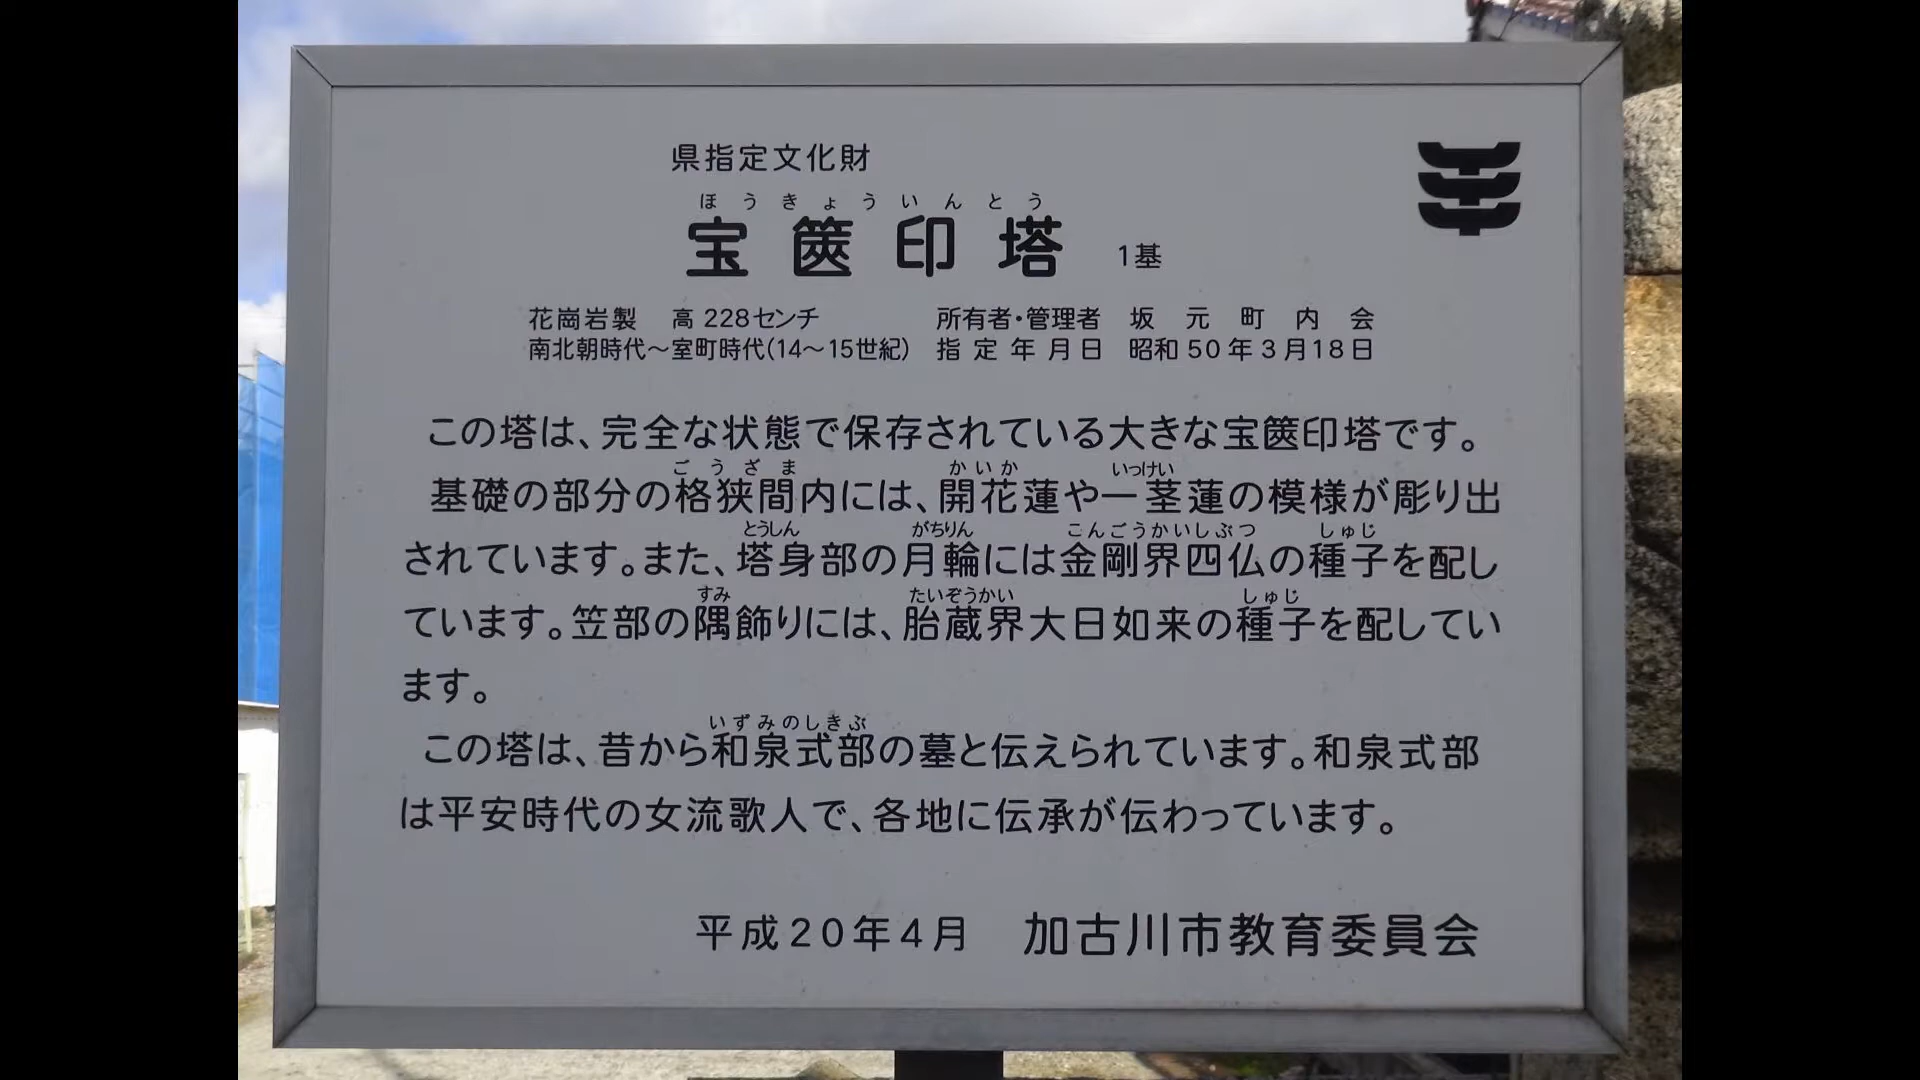 県指定文化財
ほうきょういんとう
宝篋印塔 1基
花崗岩製 高228センチ 所有者・管理者 坂元町内会
南北朝時代~室町時代(14~15世紀) 指定年月日 昭和50年3月18日
この塔は、完全な状態で保存されている大きな宝篋印塔です。
ごうざま かいか いっけい
基礎の部分の格狭間内には、開花蓮や一茎蓮の模様が彫り出
とうしん がちりん こんごうかいしぶつ しゅじ
されています。また、塔身部の月輪には金剛界四仏の種子を配し
すみ たいぞうかい しゅじ
ています。笠部の隅飾りには、胎蔵界大日如来の種子を配してい
ます。
いずみのしきぶ
この塔は、昔から和泉式部の墓と伝えられています。和泉式部
は平安時代の女流歌人で、各地に伝承が伝わっています。
平成20年4月 加古川市教育委員会